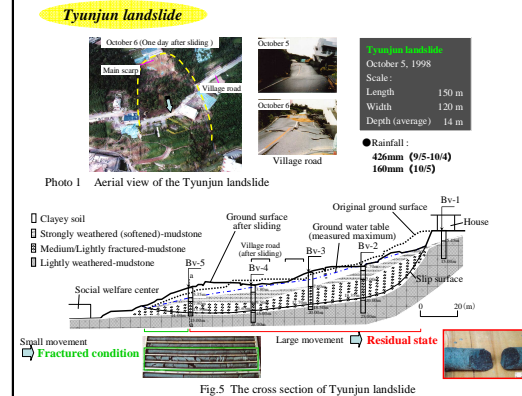 Tyunjun landslide
October 6 (One day after sliding )
Main scarp
Village road
October 5
October 6
Village road
Tyunjun landslide
October 5, 1998
Scale :
Length 150 m
Width 120 m
Depth (average) 14 m
●Rainfall :
426mm (9/5-10/4)
160mm (10/5)
Photo 1 Aerial view of the Tyunjun landslide
Clayey soil
Strongly weathered (softened)-mudstone
Medium/Lightly fractured-mudstone
Lightly weathered-mudstone
Ground surface
after sliding
Original ground surface
Bv-1
House
Village road
(after sliding)
Ground water table
(measured maximum)
Bv-5
Bv-4
Bv-3
Bv-2
Slip surface
Social welfare center
0 20 (m)
Small movement
Fractured condition
Large movement
Residual state
Fig.5 The cross section of Tyunjun landslide